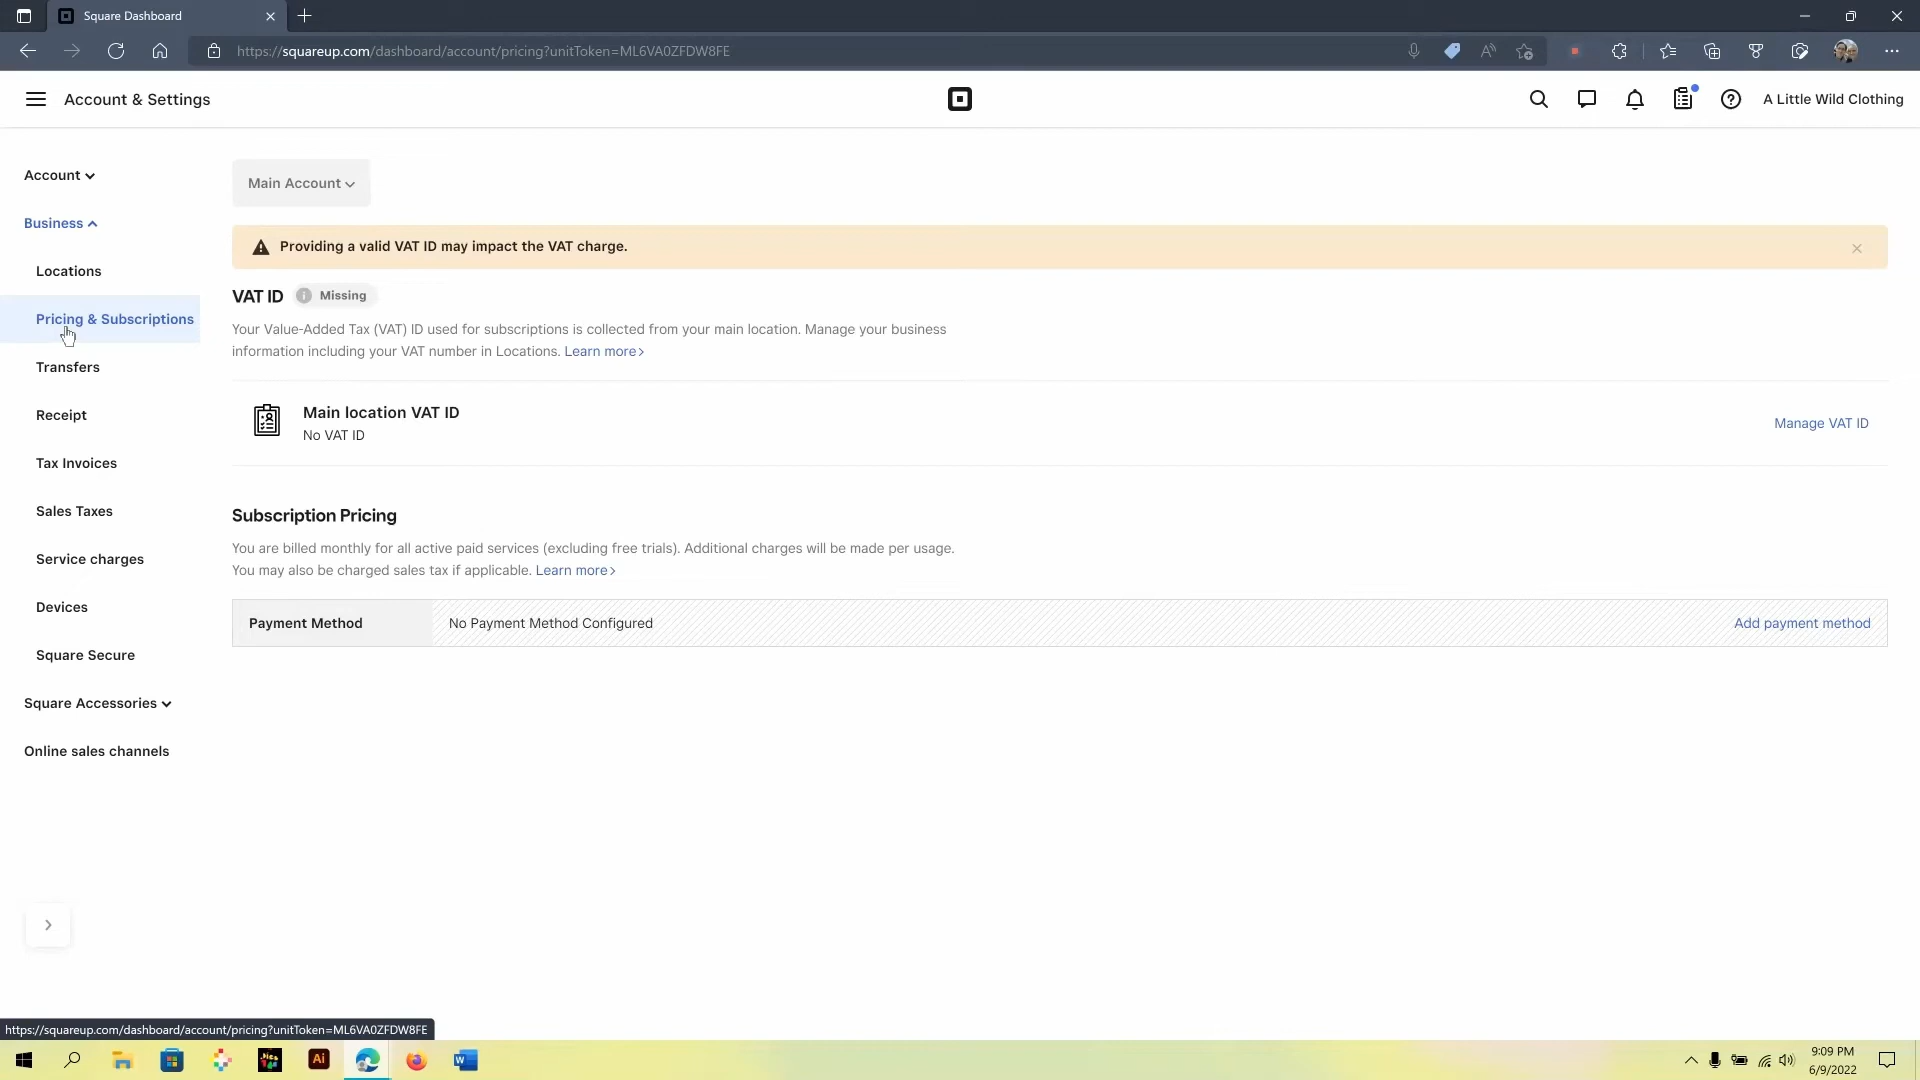 Square Dashboard
https://squareup.com/dashboard/account/pricing?unitToken=ML6VA0ZFDW8FE
Account & Settings
A Little Wild Clothing
Account
Business
Locations
Pricing & Subscriptions
Transfers
Receipt
Tax Invoices
Sales Taxes
Service charges
Devices
Square Secure
Square Accessories
Online sales channels
Main Account
Providing a valid VAT ID may impact the VAT charge.
VAT ID Missing
Your Value-Added Tax (VAT) ID used for subscriptions is collected from your main location. Manage your business
information including your VAT number in Locations. Learn more
Main location VAT ID
No VAT ID
Manage VAT ID
Subscription Pricing
You are billed monthly for all active paid services (excluding free trials). Additional charges will be made per usage.
You may also be charged sales tax if applicable. Learn more
Payment Method No Payment Method Configured Add payment method
https://squareup.com/dashboard/account/pricing?unitToken=ML6VA0ZFDW8FE
Ai
W
9:09 PM
6/9/2022